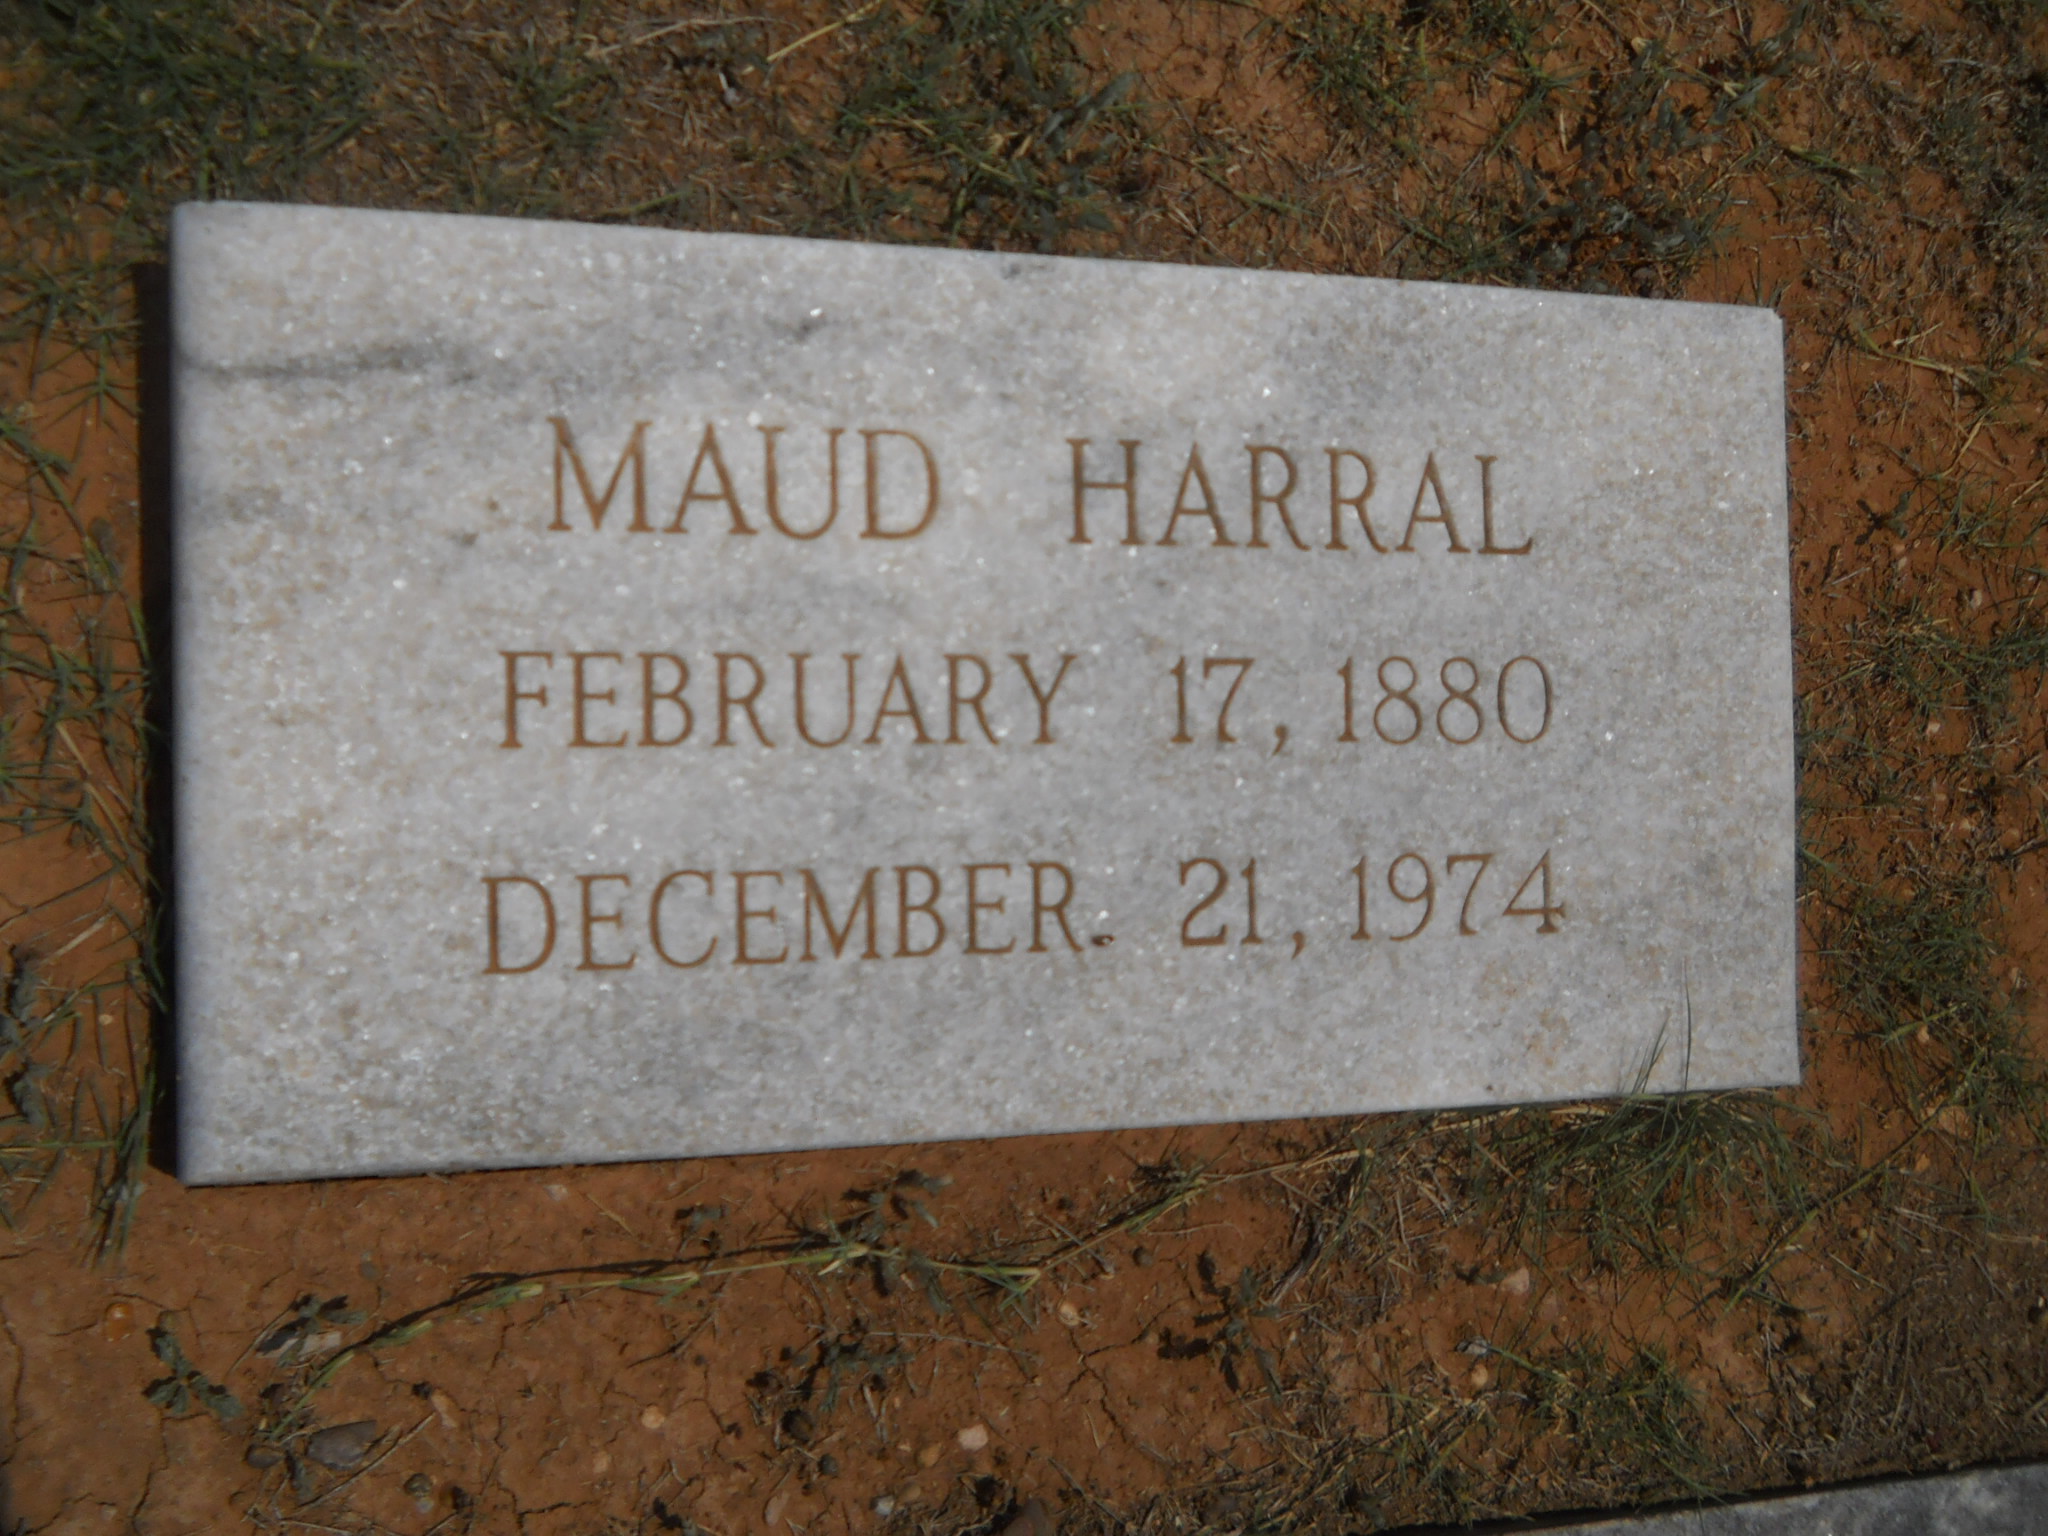 MAUD HARRAL
FEBRUARY 17, 1880
DECEMBER. 21, 1974